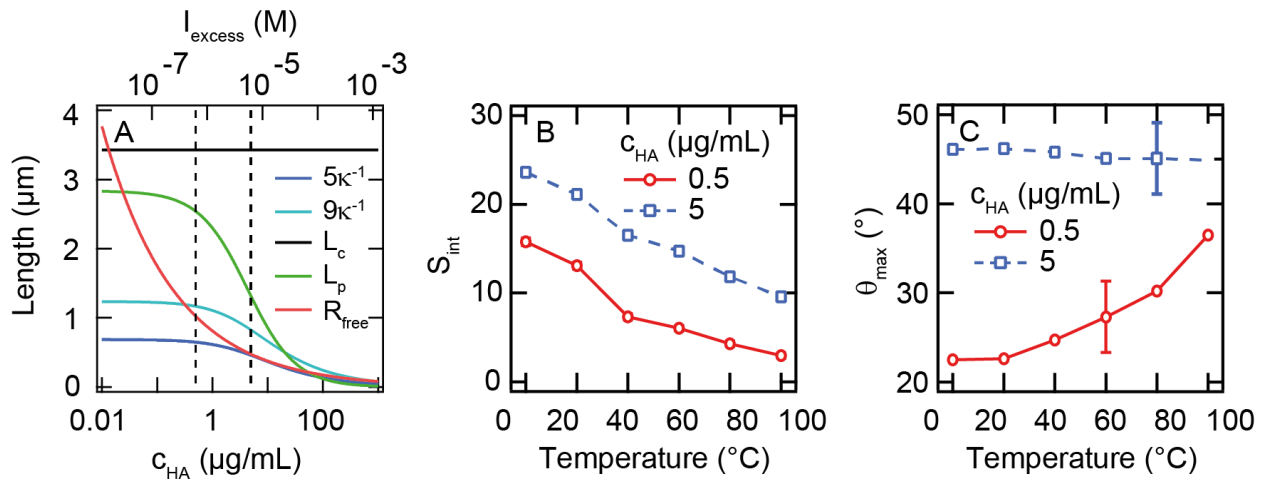 I_excess (M)
10^-7 10^-5 10^-3
A
4
3
2
1
0
Length (µm)
5κ^-1
9κ^-1
L_c
L_p
R_free
0.01 1 100
c_HA (µg/mL)
B
30
20
10
0
S_int
c_HA (µg/mL)
0.5
5
0 20 40 60 80 100
Temperature (°C)
C
50
40
30
20
θ_max (°)
c_HA (µg/mL)
0.5
5
0 20 40 60 80 100
Temperature (°C)